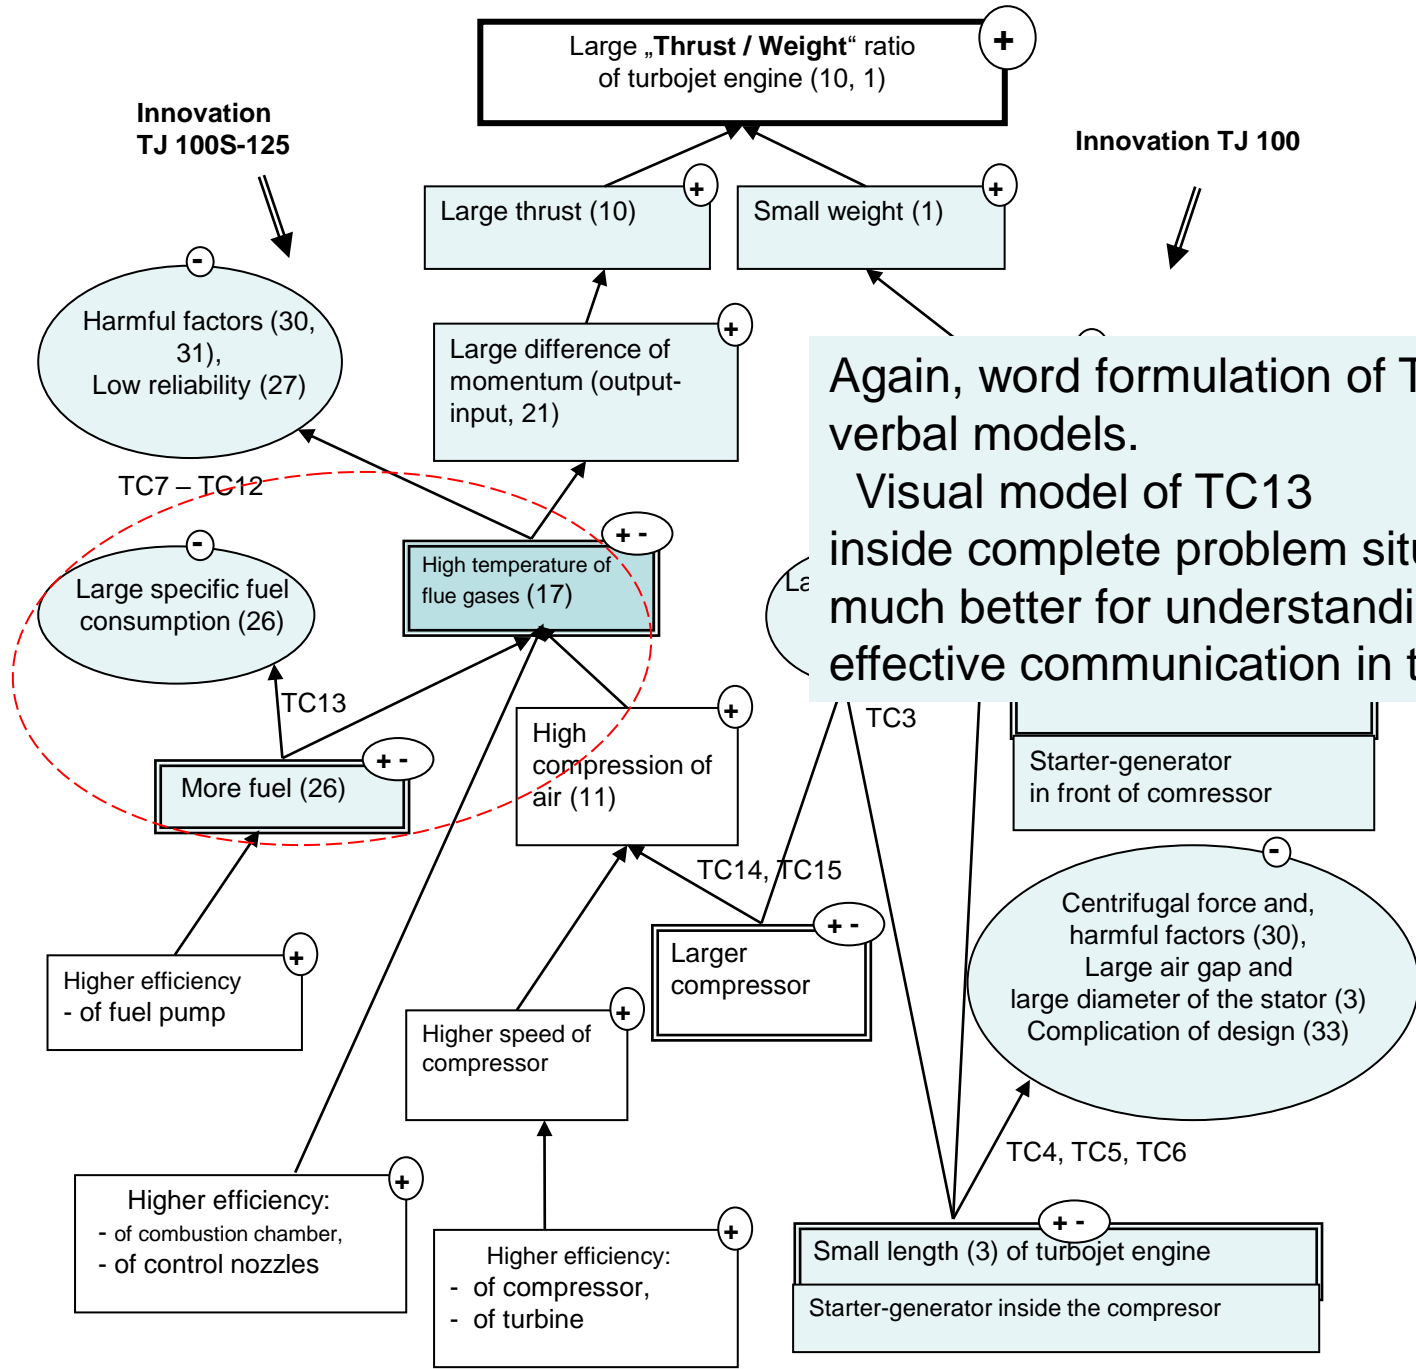 Large „Thrust / Weight“ ratio
of turbojet engine (10, 1)
+
Innovation
TJ 100S-125
Innovation TJ 100
Large thrust (10)
+
Small weight (1)
+
-
Harmful factors (30,
31),
Low reliability (27)
+
Large difference of
momentum (output-
input, 21)
Again, word formulation of
verbal models.
Visual model of TC13
inside complete problem
much better for
effective communication in
TC7 – TC12
-
Large specific fuel
consumption (26)
+ -
High temperature of
flue gases (17)
TC13
+
High
compression of
air (11)
TC3
+ -
More fuel (26)
Starter-generator
in front of comressor
TC14, TC15
-
Centrifugal force and,
harmful factors (30),
Large air gap and
large diameter of the stator (3)
Complication of design (33)
+ -
Larger
compressor
+
Higher efficiency
- of fuel pump
+
Higher speed of
compressor
TC4, TC5, TC6
+
Higher efficiency:
- of combustion chamber,
- of control nozzles
+
Higher efficiency:
- of compressor,
- of turbine
+ -
Small length (3) of turbojet engine
Starter-generator inside the compresor